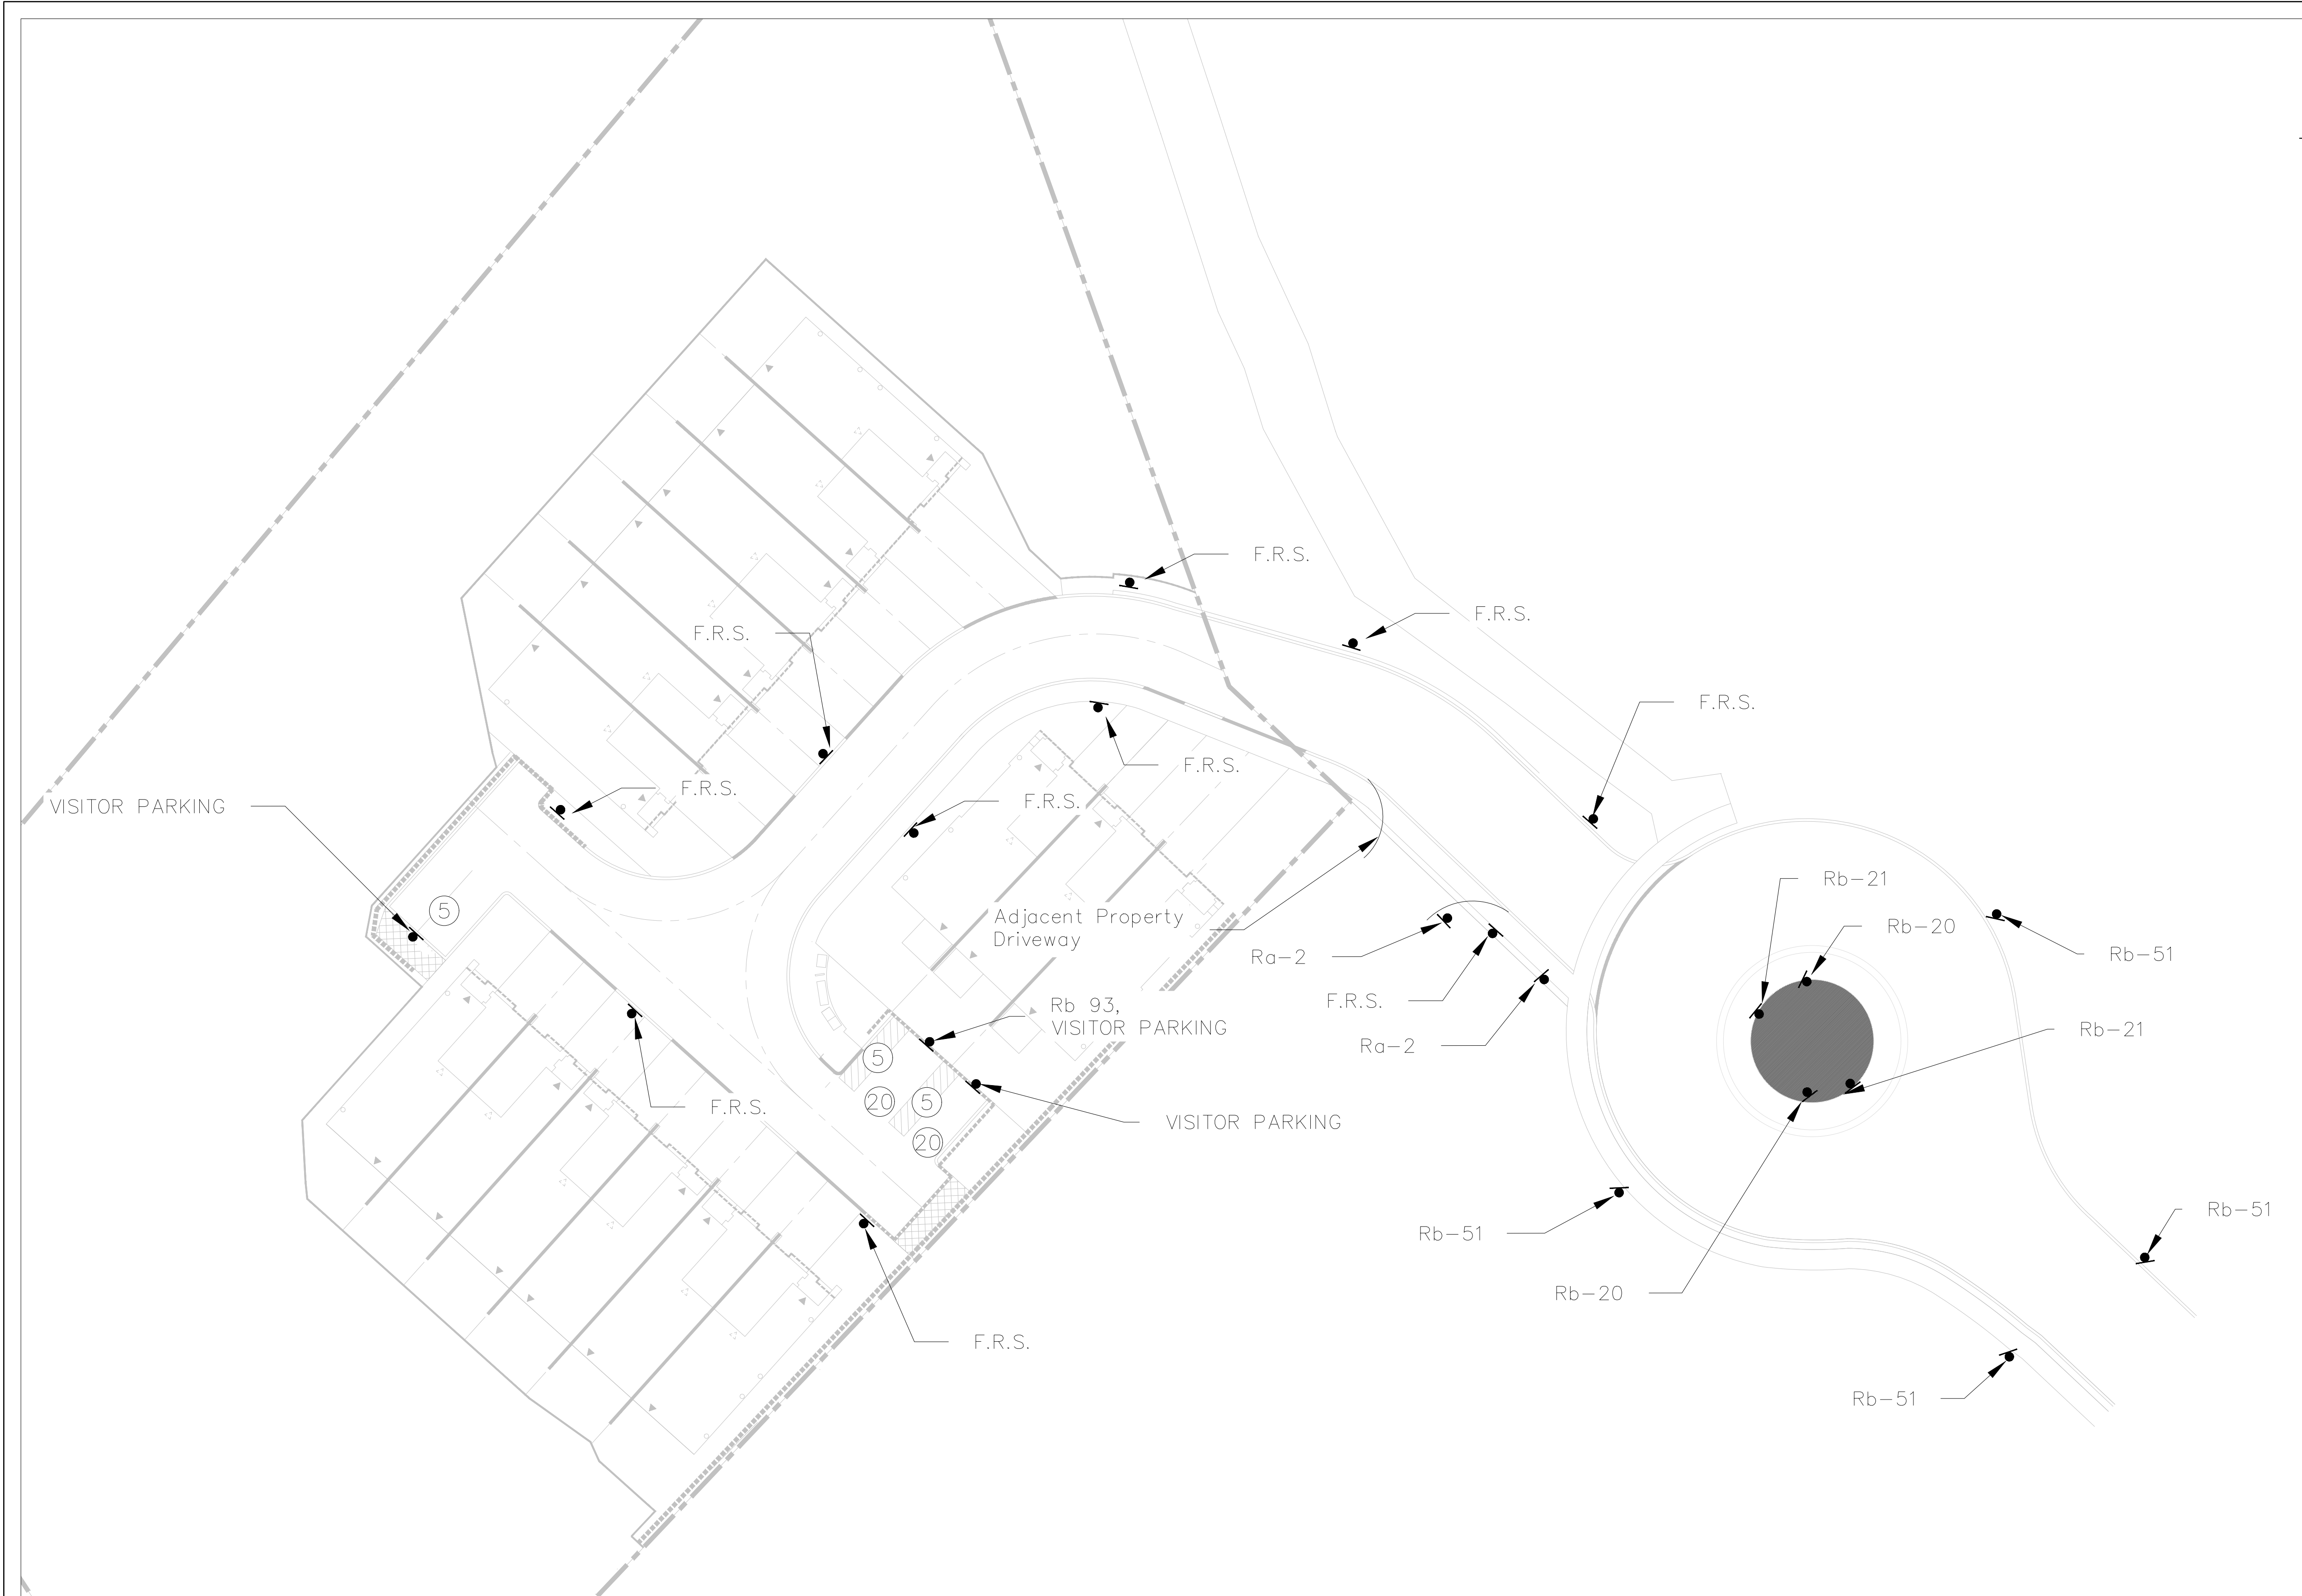 F.R.S.
F.R.S.
F.R.S.
F.R.S.
F.R.S.
F.R.S.
F.R.S.
VISITOR PARKING
5
Rb-21
Adjacent Property
Driveway
Rb-20
Ra-2
Rb-51
F.R.S.
Rb 93,
VISITOR PARKING
Rb-21
Ra-2
5
20
5
F.R.S.
VISITOR PARKING
20
Rb-51
Rb-51
Rb-20
F.R.S.
Rb-51